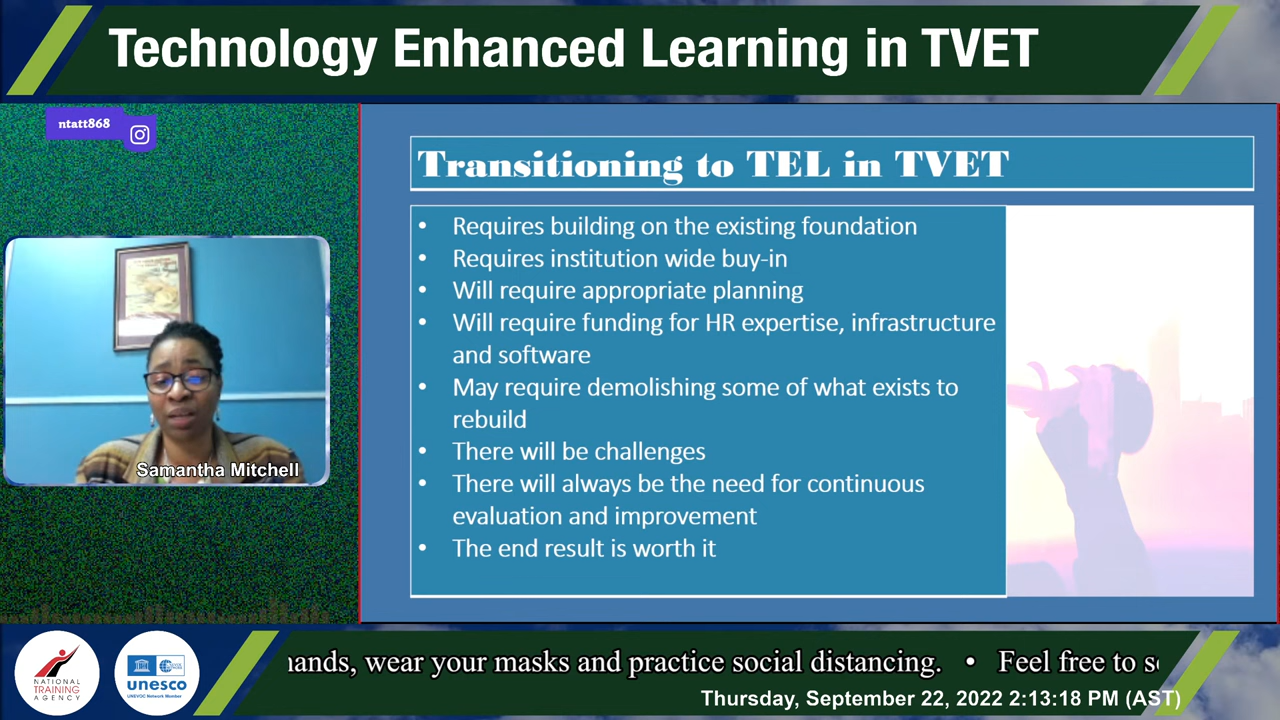 Technology Enhanced Learning in TVET
ntatt868
Transitioning to TEL in TVET
• Requires building on the existing foundation
• Requires institution wide buy-in
• Will require appropriate planning
• Will require funding for HR expertise, infrastructure
and software
• May require demolishing some of what exists to
rebuild
• There will be challenges
• There will always be the need for continuous
evaluation and improvement
• The end result is worth it
Samantha Mitchell
NATIONAL
TRAINING
AGENCY
unesco
UNEVOC Network Member
hands, wear your masks and practice social distancing. • Feel free to
Thursday, September 22, 2022 2:13:18 PM (AST)